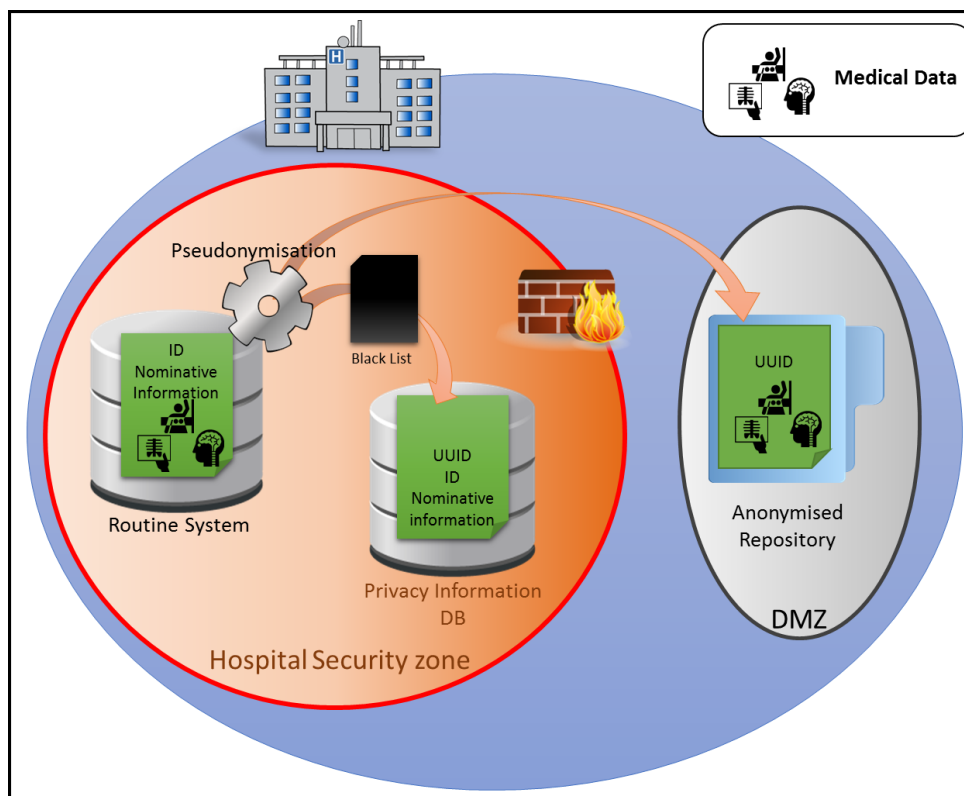 H
Medical Data
Pseudonymisation
Black List
ID
Nominative
Information
Routine System
UUID
ID
Nominative
information
Privacy Information
DB
Hospital Security zone
UUID
Anonymised
Repository
DMZ